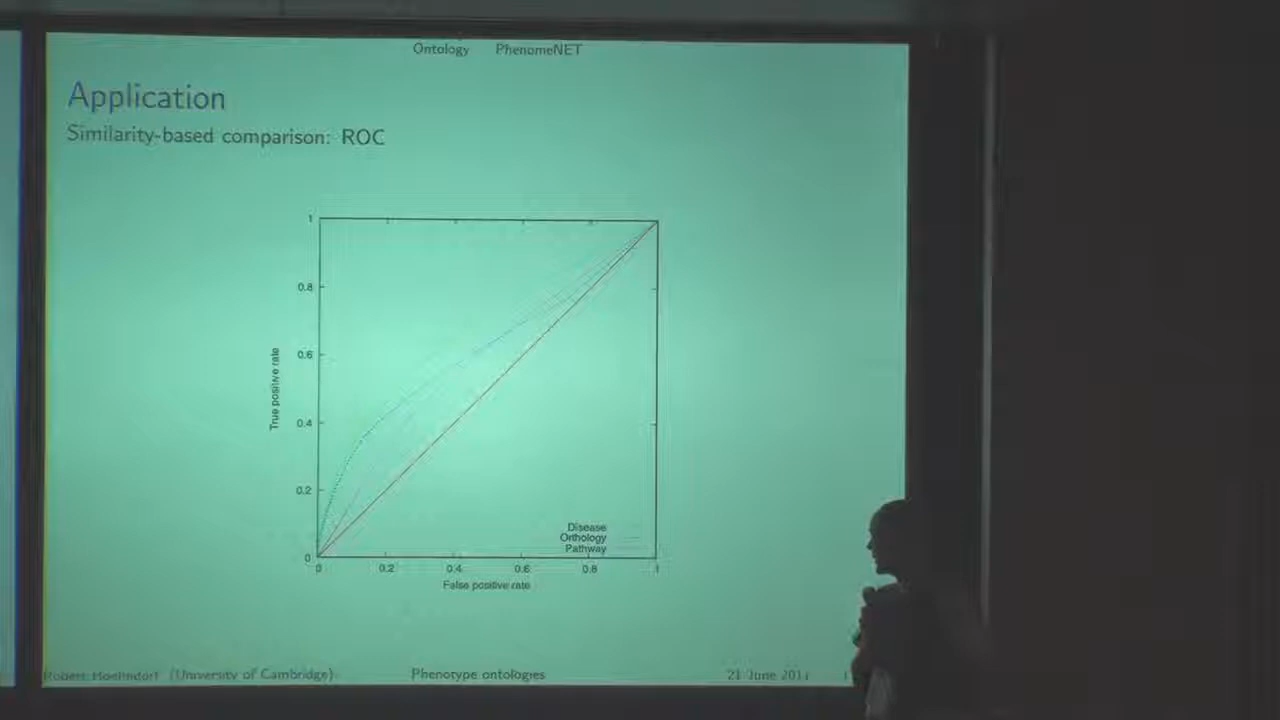 Ontology PhenomeNET
Application
Similarity-based comparison: ROC
1
0.8
0.6
0.4
0.2
0
True positive rate
Disease
Orthology
Pathway
0 0.2 0.4 0.6 0.8 1
False positive rate
Robert Hoehndorf (University of Cambridge) Phenotype ontologies 21 June 2011